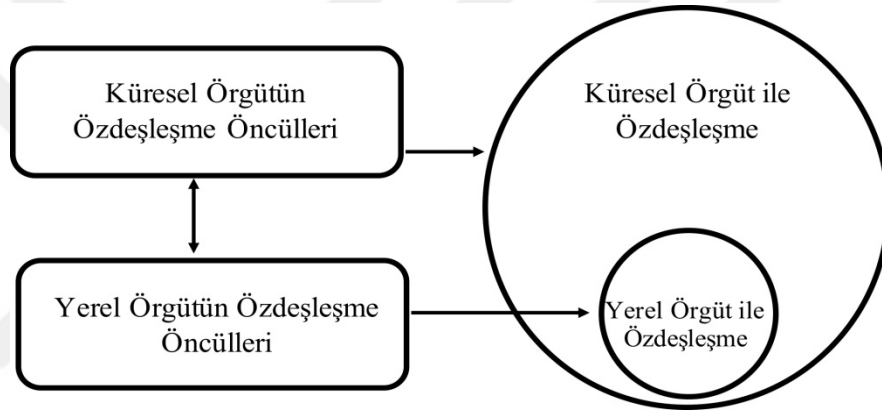 Küresel Örgütün
Özdeşleşme Öncülleri
Küresel Örgüt ile
Özdeşleşme
Yerel Örgütün Özdeşleşme
Öncülleri
Yerel Örgüt ile
Özdeşleşme